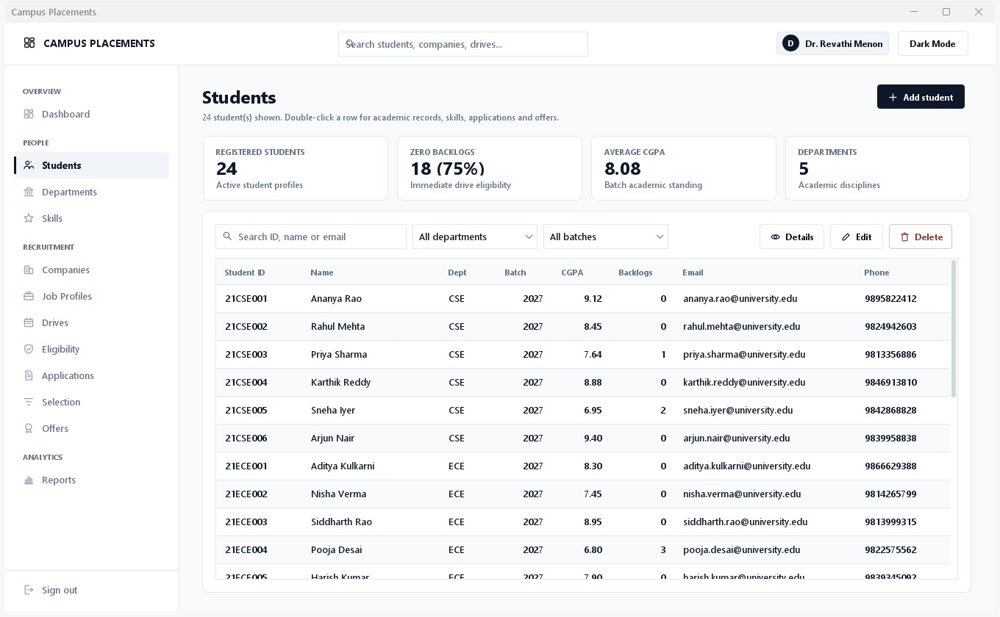 Campus Placements
CAMPUS PLACEMENTS
Search students, companies, drives...
D Dr. Revathi Menon
Dark Mode
OVERVIEW
Dashboard
PEOPLE
Students
Departments
Skills
RECRUITMENT
Companies
Job Profiles
Drives
Eligibility
Applications
Selection
Offers
ANALYTICS
Reports
Sign out
Students
24 student(s) shown. Double-click a row for academic records, skills, applications and offers.
+ Add student
REGISTERED STUDENTS
24
Active student profiles
ZERO BACKLOGS
18 (75%)
Immediate drive eligibility
AVERAGE CGPA
8.08
Batch academic standing
DEPARTMENTS
5
Academic disciplines
Search ID, name or email
All departments
All batches
Details
Edit
Delete
Student ID Name Dept Batch CGPA Backlogs Email Phone
21CSE001 Ananya Rao CSE 2027 9.12 0 ananya.rao@university.edu 9895822412
21CSE002 Rahul Mehta CSE 2027 8.45 0 rahul.mehta@university.edu 9824942603
21CSE003 Priya Sharma CSE 2027 7.64 1 priya.sharma@university.edu 9813356886
21CSE004 Karthik Reddy CSE 2027 8.88 0 karthik.reddy@university.edu 9846913810
21CSE005 Sneha Iyer CSE 2027 6.95 2 sneha.iyer@university.edu 9842868828
21CSE006 Arjun Nair CSE 2027 9.40 0 arjun.nair@university.edu 9839958838
21ECE001 Aditya Kulkarni ECE 2027 8.30 0 aditya.kulkarni@university.edu 9866629388
21ECE002 Nisha Verma ECE 2027 7.45 0 nisha.verma@university.edu 9814265799
21ECE003 Siddharth Rao ECE 2027 8.95 0 siddharth.rao@university.edu 9813999315
21ECE004 Pooja Desai ECE 2027 6.80 3 pooja.desai@university.edu 9822575562
21ECE005 Harish Kumar ECE 2027 7.90 0 harish.kumar@university.edu 9839345092